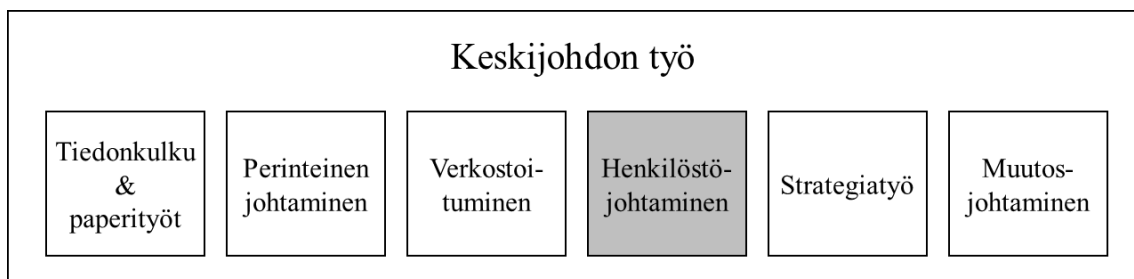 Keskijohdon työ
Tiedonkulku
&
paperityöt
Perinteinen
johtaminen
Verkostoi-
tuminen
Henkilöstö-
johtaminen
Strategiatyö
Muutos-
johtaminen